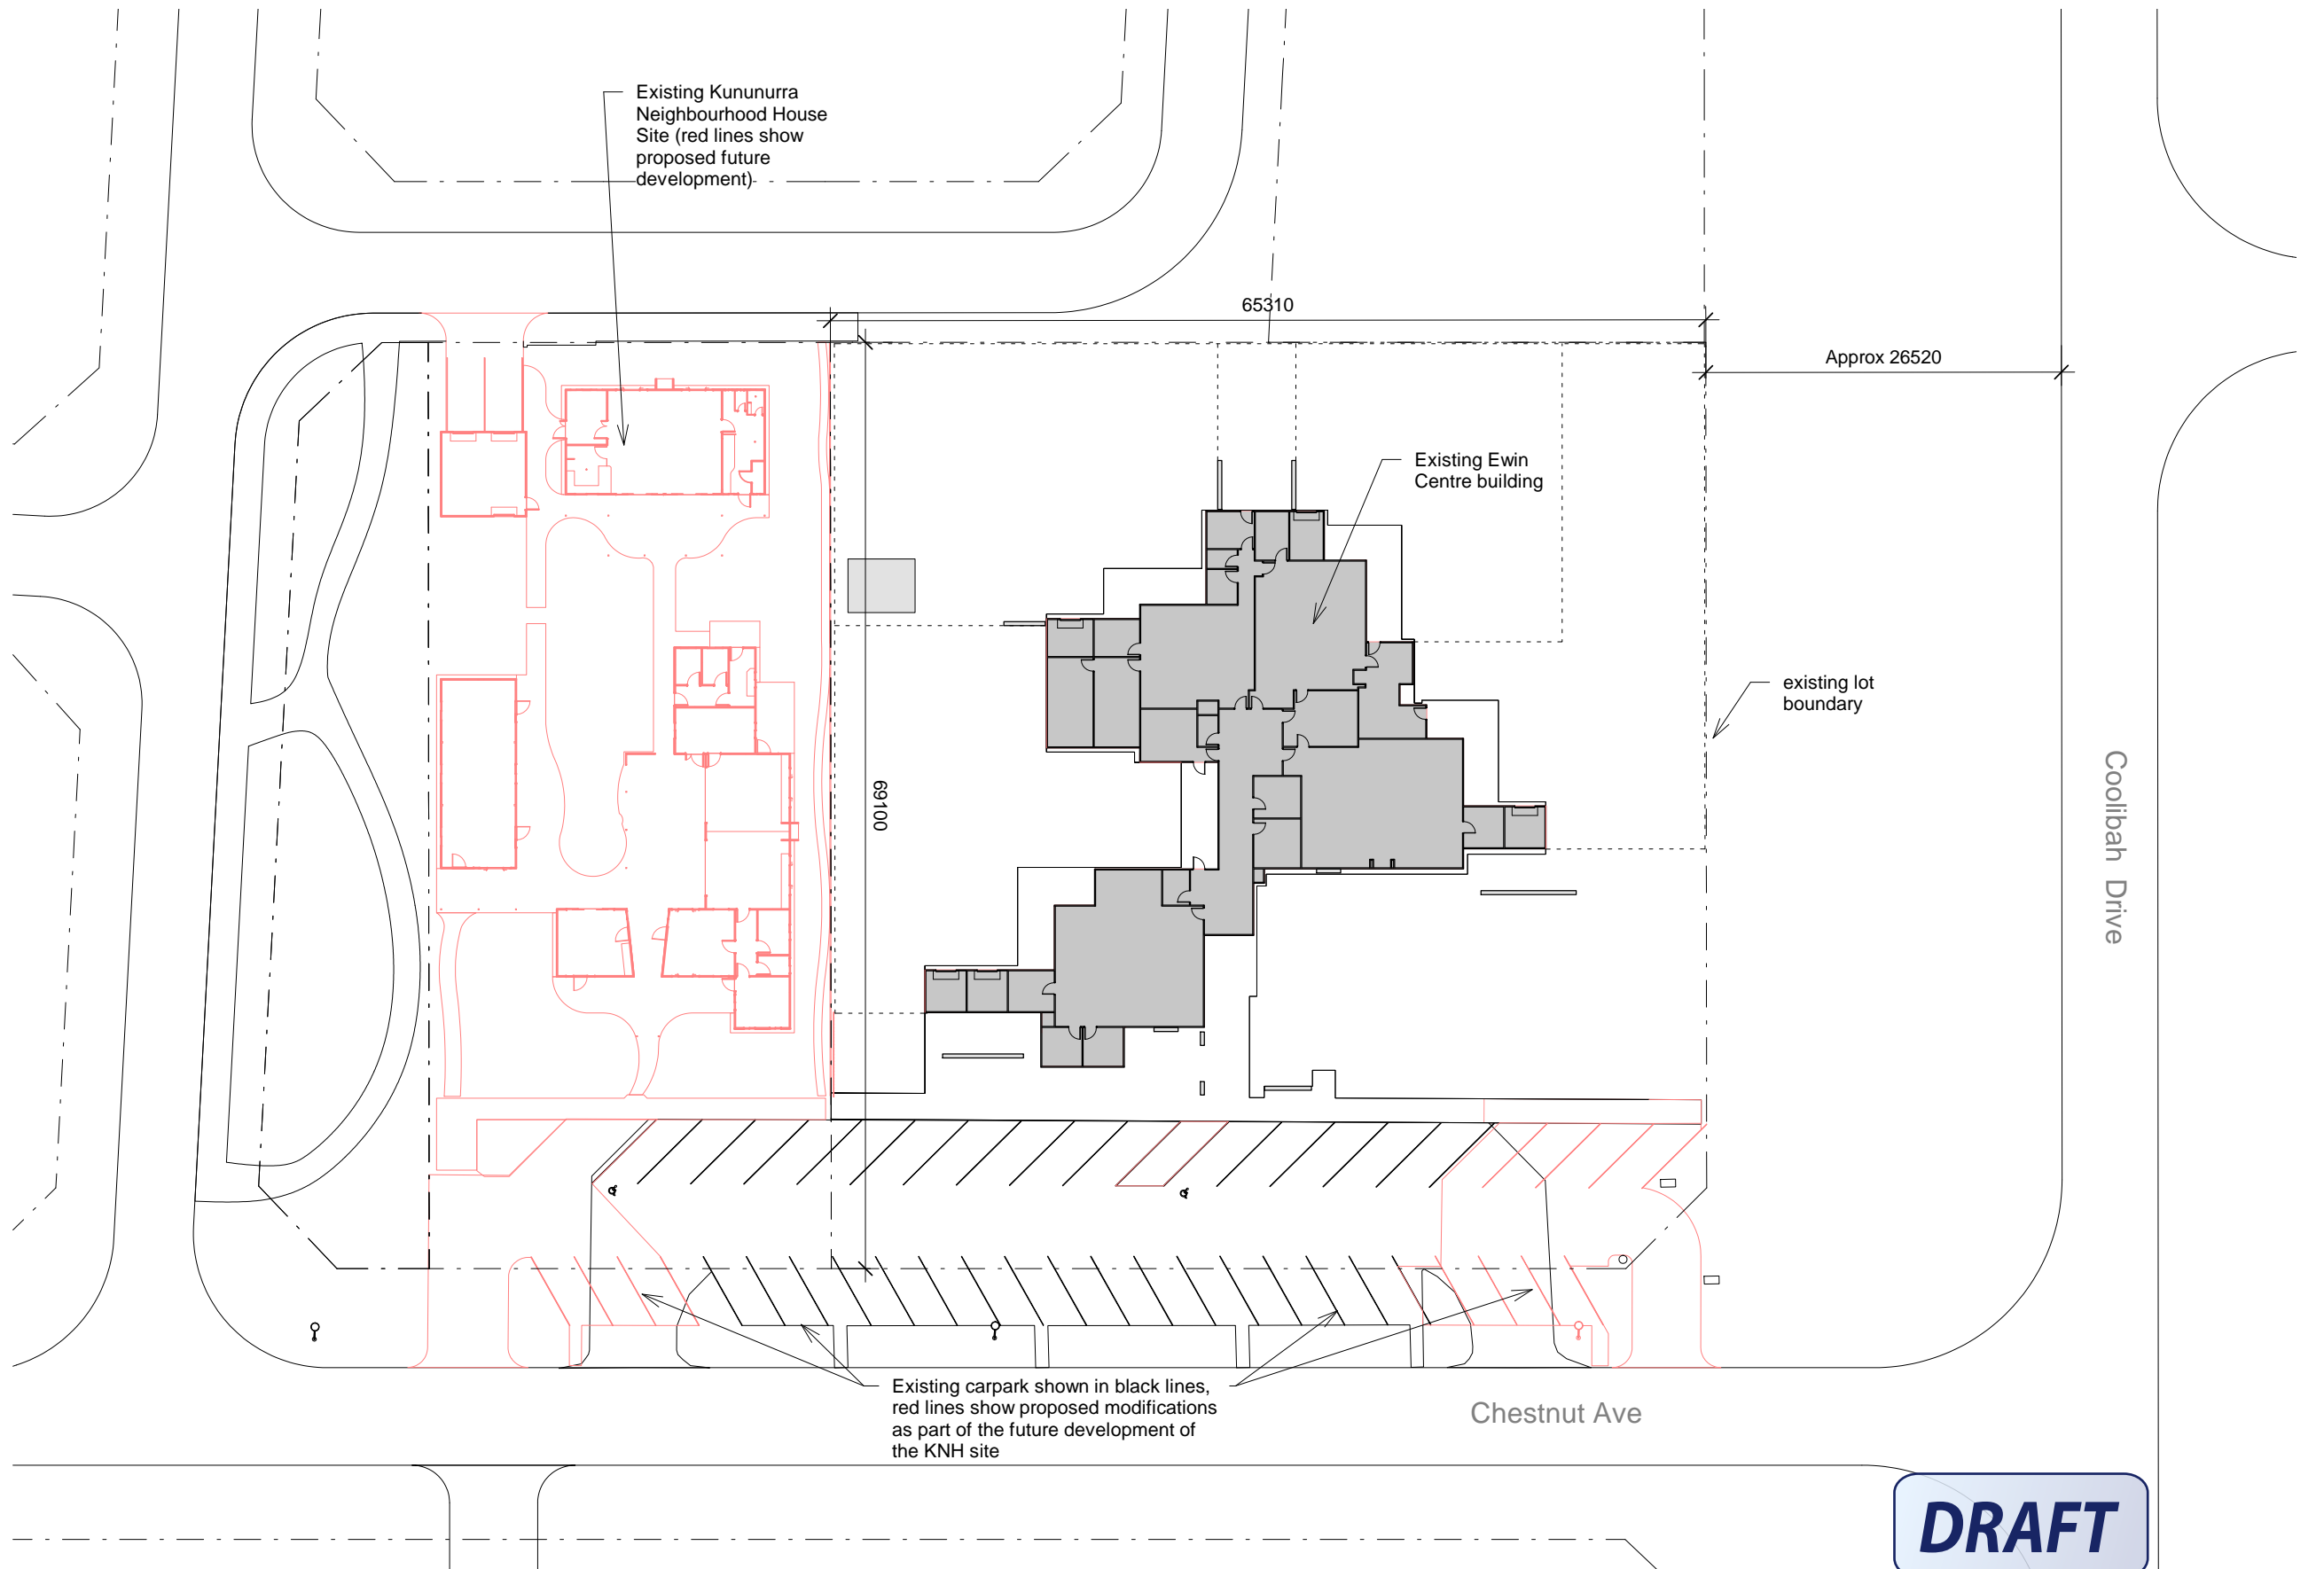 Existing Kununurra
Neighbourhood House
Site (red lines show
proposed future
development)
65310
Approx 26520
Existing Ewin
Centre building
existing lot
boundary
69100
Coolibah Drive
Existing carpark shown in black lines,
red lines show proposed modifications
as part of the future development of
the KNH site
Chestnut Ave
DRAFT